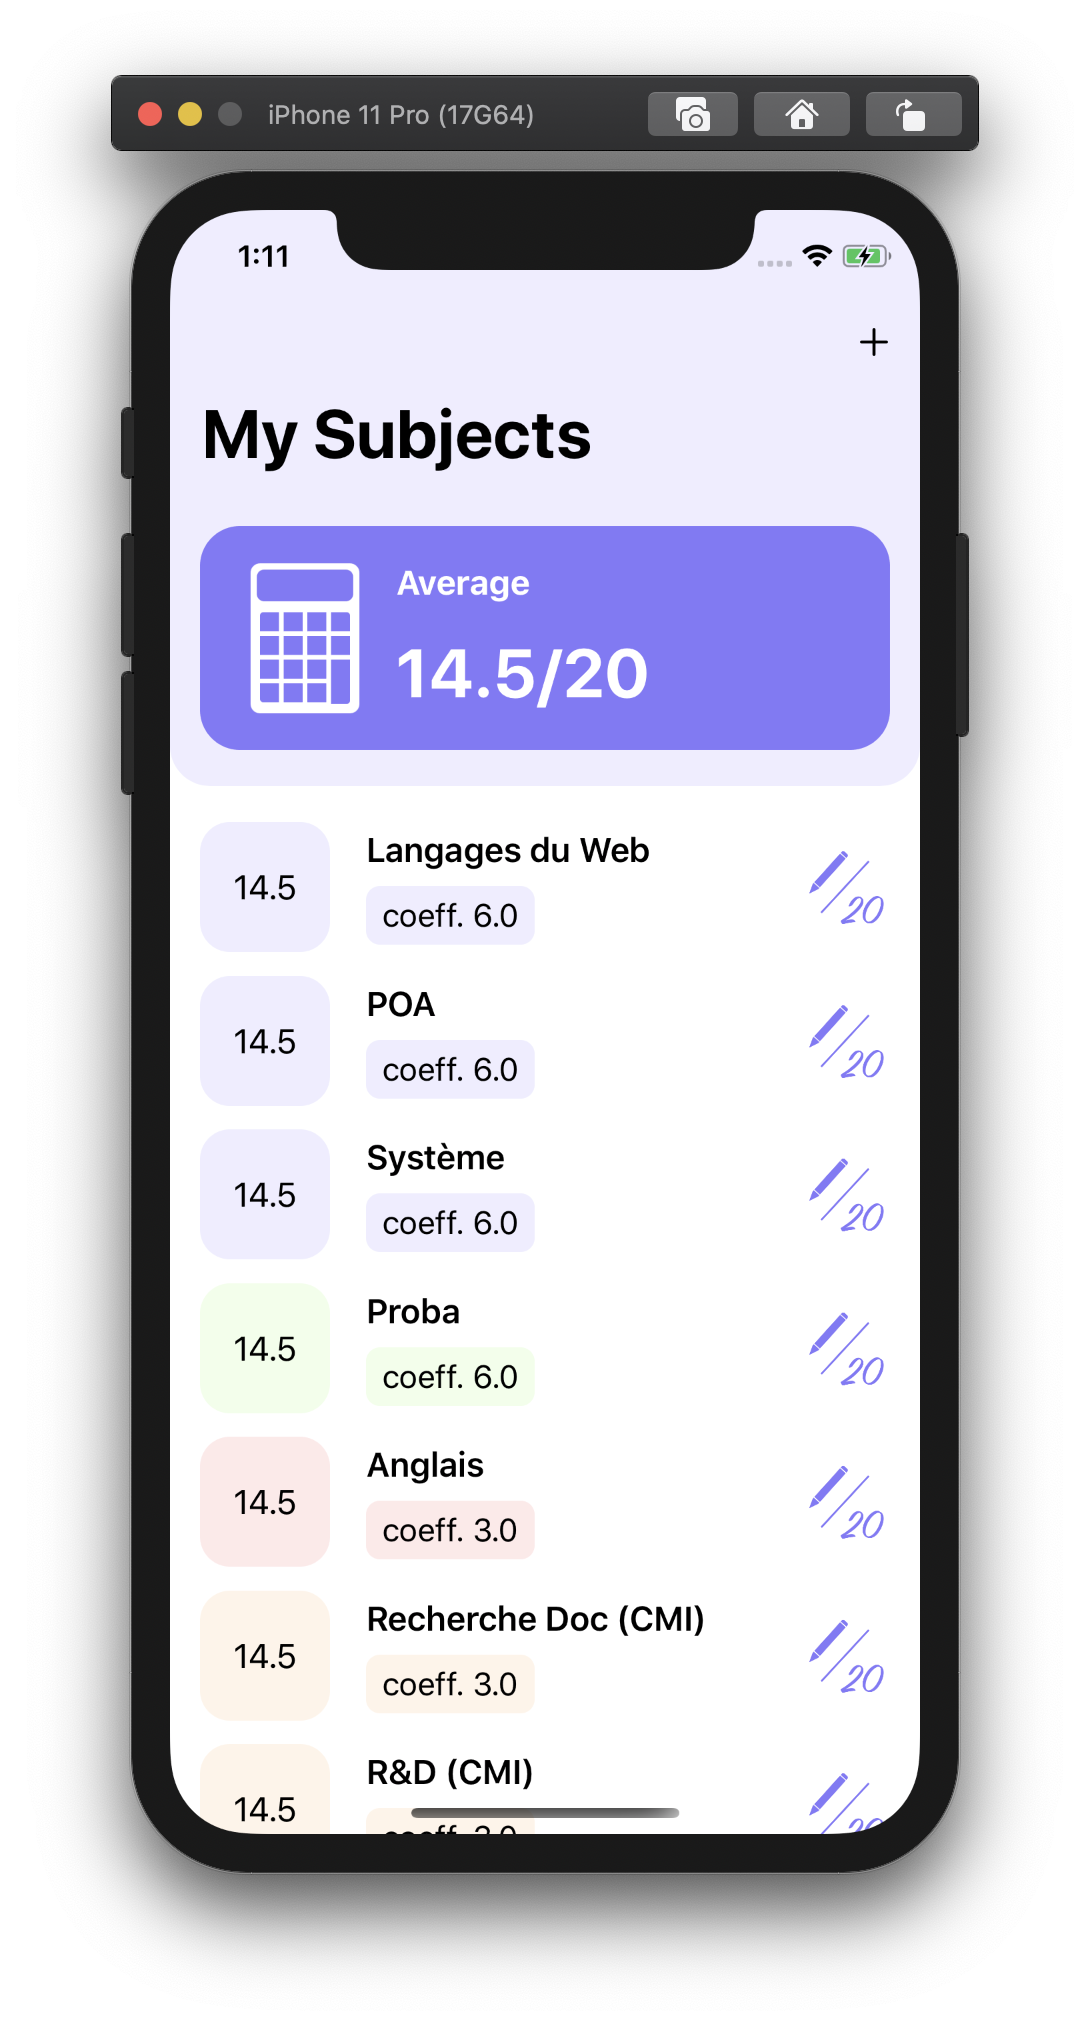 iPhone 11 Pro (17G64)
1:11
My Subjects
Average
14.5/20
14.5
Langages du Web
coeff. 6.0
20
14.5
POA
coeff. 6.0
20
14.5
Système
coeff. 6.0
20
14.5
Proba
coeff. 6.0
20
14.5
Anglais
coeff. 3.0
20
14.5
Recherche Doc (CMI)
coeff. 3.0
20
14.5
R&D (CMI)
20